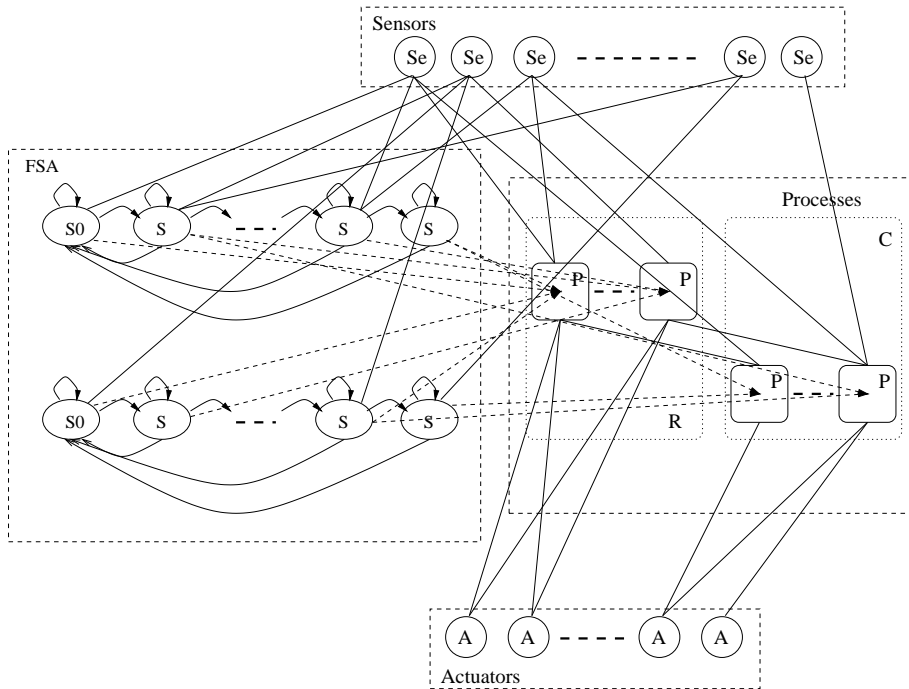 Sensors
Se Se Se Se Se
FSA
S0 S S S
Processes
C
P P
P P
R
S0 S S S
A A A A
Actuators